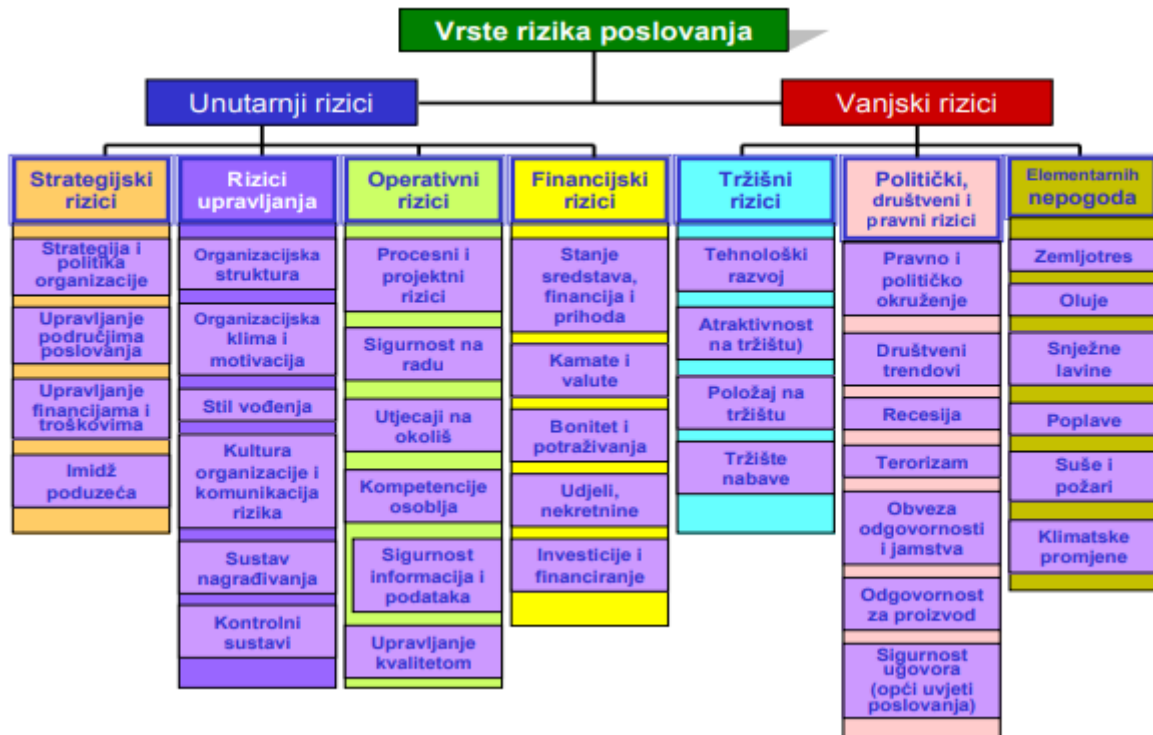 Vrste rizika poslovanja
Unutarnji rizici
Vanjski rizici
Strategijski
rizici
Strategija i
politika
organizacije
Upravljanje
područjima
poslovanja
Upravljanje
financijama i
troškovima
Imidž
poduzeća
Rizici
upravljanja
Organizacijska
struktura
Organizacijska
klima i
motivacija
Stil vođenja
Kultura
organizacije i
komunikacija
rizika
Sustav
nagrađivanja
Kontrolni
sustavi
Operativni
rizici
Procesni i
projektni
rizici
Sigurnost na
radu
Utjecaji na
okoliš
Kompetencije
osoblja
Sigurnost
informacija i
podataka
Upravljanje
kvalitetom
Financijski
rizici
Stanje
sredstava,
financija i
prihoda
Kamate i
valute
Bonitet i
potraživanja
Udjeli,
nekretnine
Investicije i
financiranje
Tržišni
rizici
Tehnološki
razvoj
Atraktivnost
na tržištu)
Položaj na
tržištu
Tržište
nabave
Politički,
društveni i
pravni rizici
Pravno i
političko
okruženje
Društveni
trendovi
Recesija
Terorizam
Obveza
odgovornosti
i jamstva
Odgovornost
za proizvod
Sigurnost
ugovora
(opći uvjeti
poslovanja)
Elementarnih
nepogoda
Zemljotres
Oluje
Snježne
lavine
Poplave
Suše i
požari
Klimatske
promjene